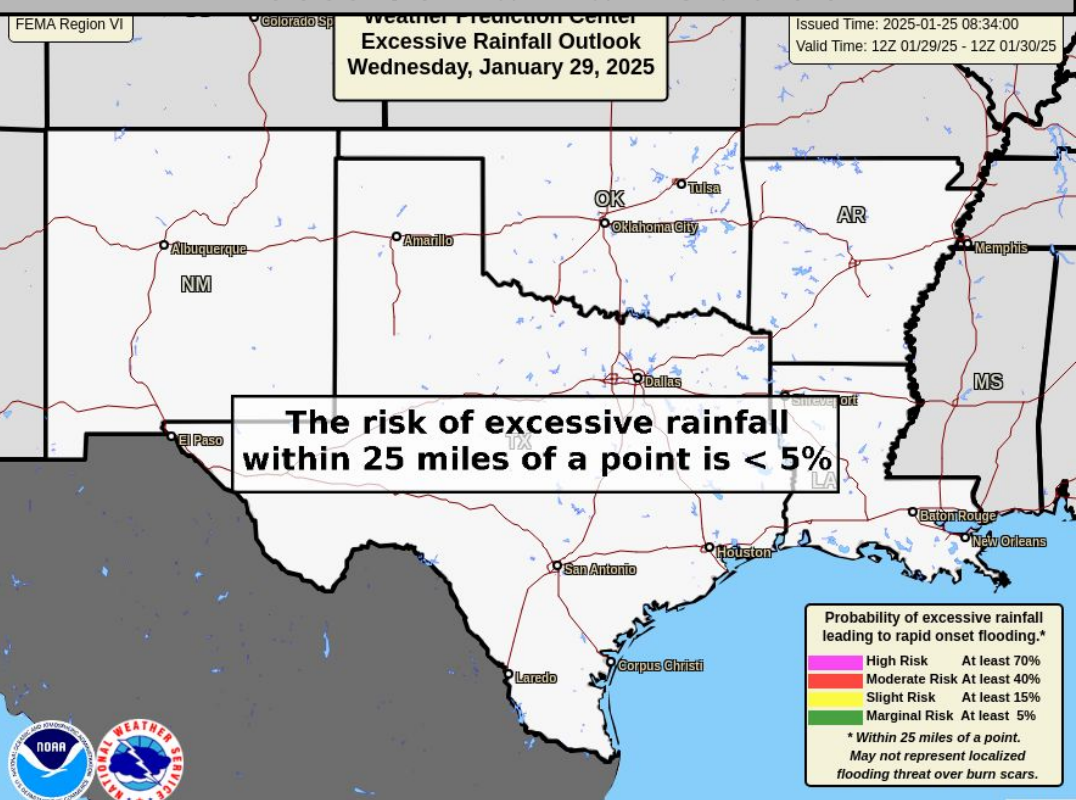 FEMA Region VI
Colorado Sp
Weather Prediction Center
Excessive Rainfall Outlook
Wednesday, January 29, 2025
Issued Time: 2025-01-25 08:34:00
Valid Time: 12Z 01/29/25 - 12Z 01/30/25
Tulsa
OK
Oklahoma City
AR
Amarillo
Albuquerque
Memphis
NM
Dallas
MS
Shreveport
The risk of excessive rainfall
within 25 miles of a point is < 5%
El Paso
TX
LA
Baton Rouge
New Orleans
Houston
San Antonio
Corpus Christi
Laredo
Probability of excessive rainfall
leading to rapid onset flooding.*
High Risk At least 70%
Moderate Risk At least 40%
Slight Risk At least 15%
Marginal Risk At least 5%
* Within 25 miles of a point.
May not represent localized
flooding threat over burn scars.
NOAA
NATIONAL WEATHER SERVICE